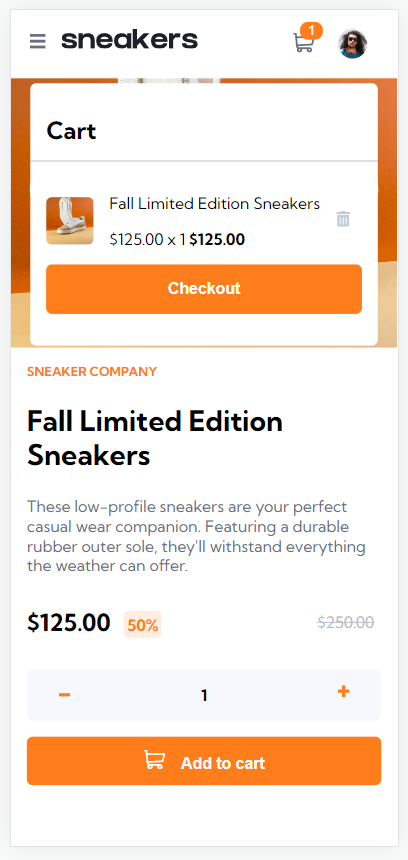 sneakers
1
Cart
Fall Limited Edition Sneakers
$125.00 x 1 $125.00
Checkout
SNEAKER COMPANY
Fall Limited Edition
Sneakers
These low-profile sneakers are your perfect
casual wear companion. Featuring a durable
rubber outer sole, they'll withstand everything
the weather can offer.
$125.00 50% $250.00
- 1 +
Add to cart